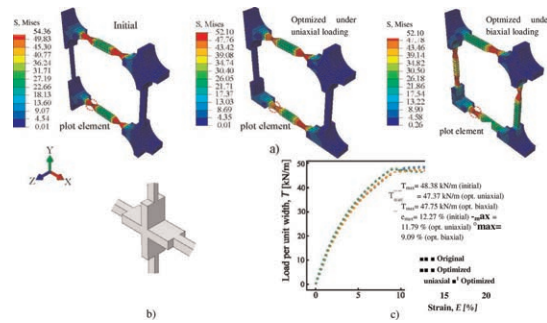 S, Mises
54.36
49.83
45.30
40.77
36.24
31.71
27.19
22.66
18.13
13.60
9.07
4.54
0.01
(a)
Initial
plot element
S, Mises
52.10
47.76
43.42
39.08
34.74
30.40
26.05
21.71
17.37
13.03
8.69
4.35
0.01
(b)
Optmized under
uniaxial loading
plot element
S, Mises
52.10
43.46
39.14
34.82
30.50
26.18
21.86
17.54
13.22
8.90
4.58
0.26
(c)
Optimized under
biaxial loading
plot element
a)
Y
Z
X
b)
Load per unit width, T [kN/m]
50
40
30
20
10
0
= 48.38 kN/m (initial)
= 47.37 kN/m (opt. uniaxial)
= 47.75 kN/m (opt. biaxial)
= 12.27 % (initial)
11.79 % (opt. uniaxial)
9.09 % (opt. biaxial)
Original
Optimized
uniaxial
Optimized
0
5
10
15
20
Strain, E [%]
c)